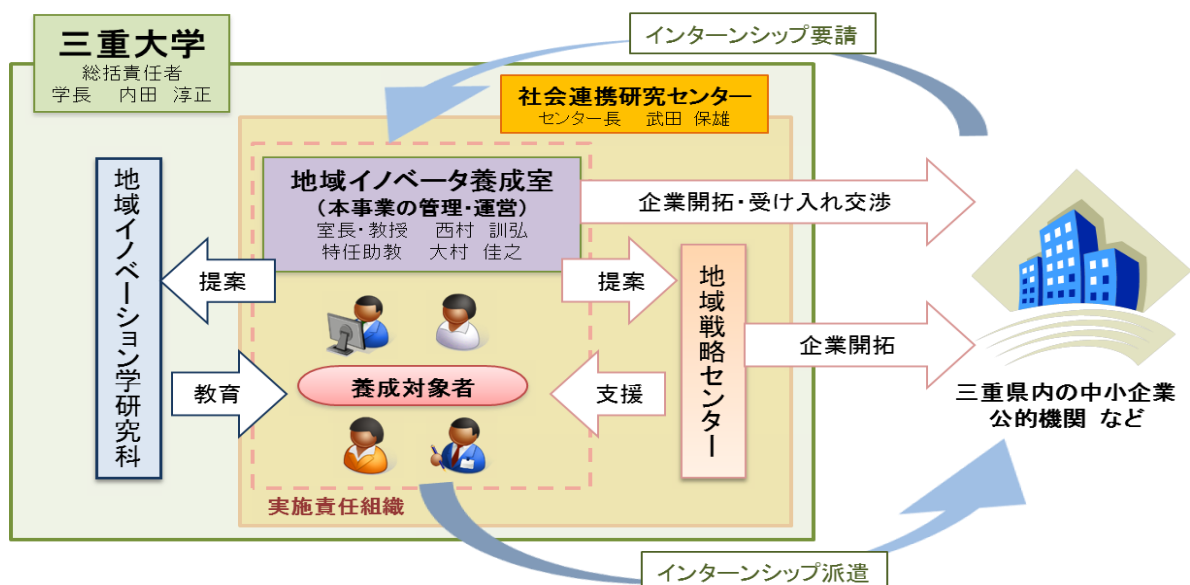 三重大学
総括責任者
学長 内田 淳正
インターンシップ要請
社会連携研究センター
センター長 武田 保雄
地域イノベーション学研究科
地域イノベータ養成室
(本事業の管理・運営)
室長・教授 西村 訓弘
特任助教 大村 佳之
企業開拓・受け入れ交渉
提案
提案
地域戦略センター
企業開拓
教育
養成対象者
支援
三重県内の中小企業
公的機関 など
実施責任組織
インターンシップ派遣